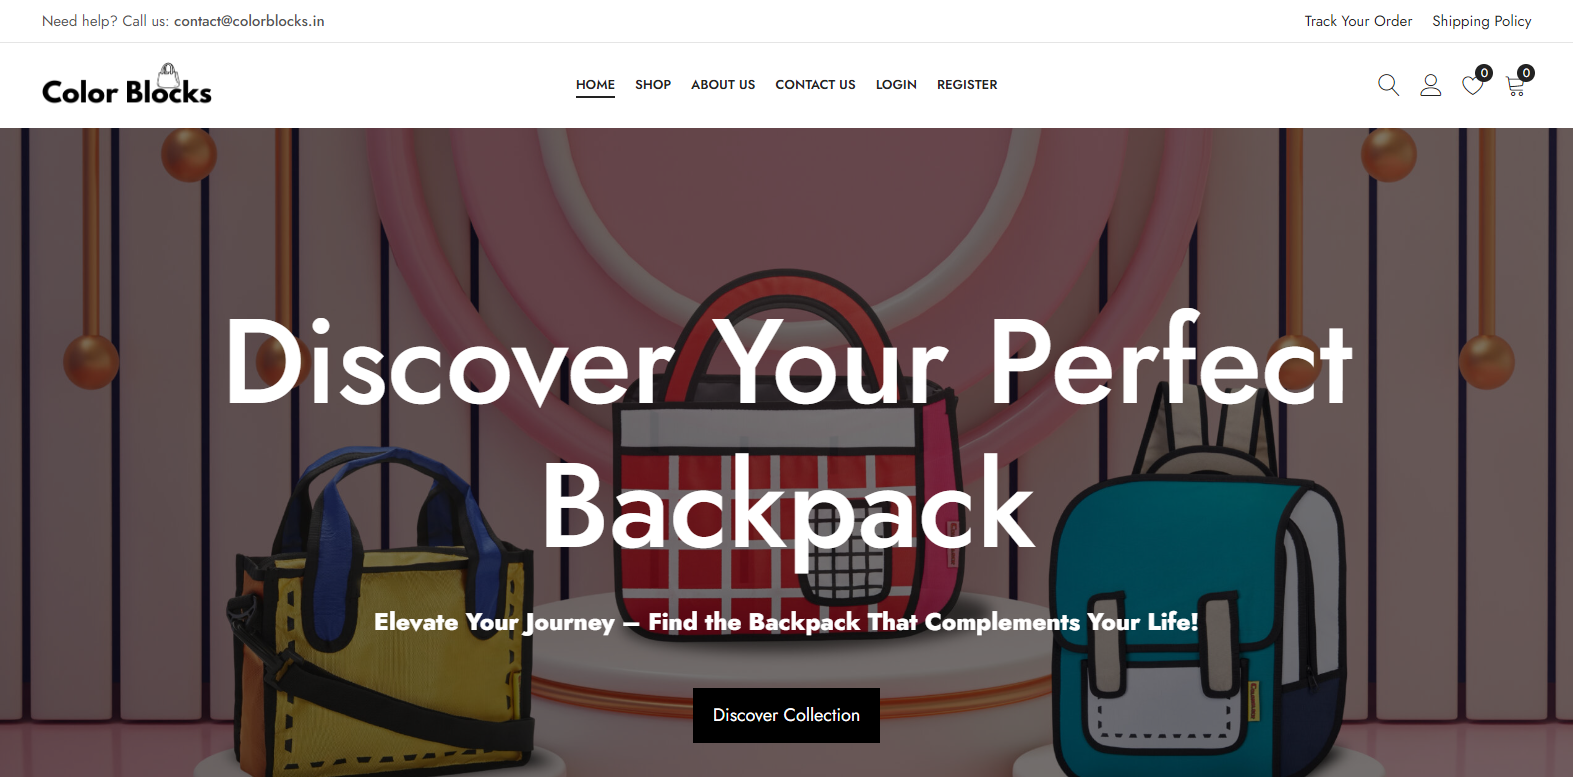 Need help? Call us: contact@colorblocks.in
Track Your Order Shipping Policy
Color Blocks
HOME SHOP ABOUT US CONTACT US LOGIN REGISTER
0 0
Discover Your Perfect
Backpack
Elevate Your Journey – Find the Backpack That Complements Your Life!
Discover Collection